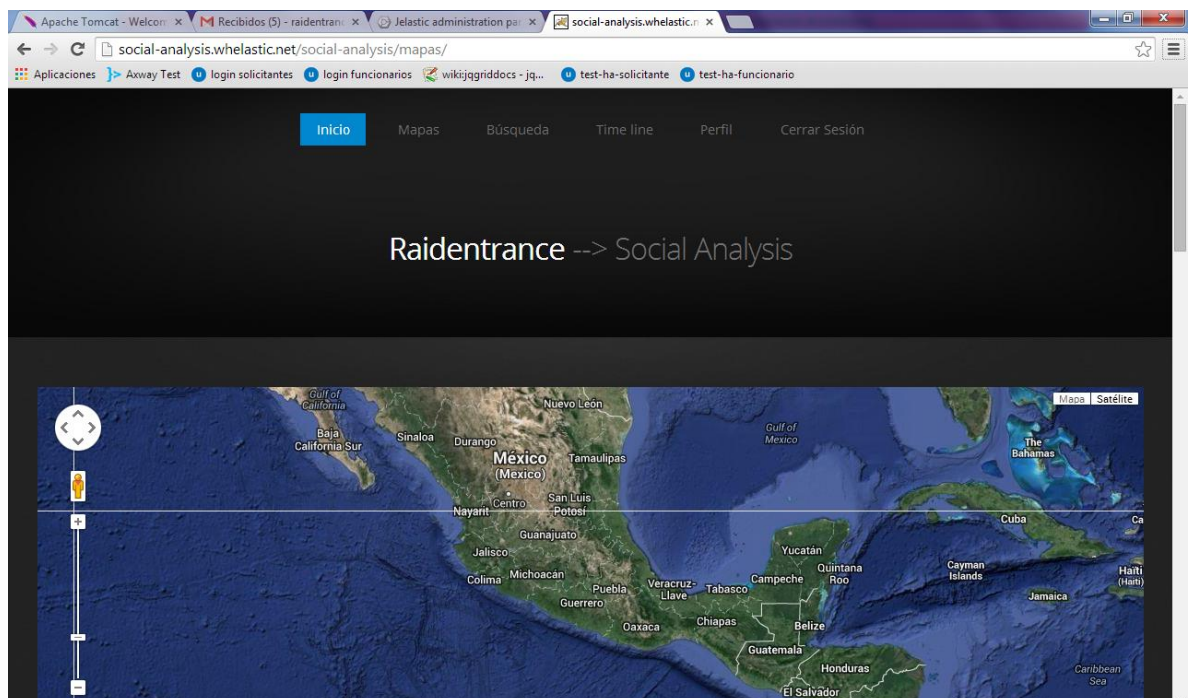 Apache Tomcat - Welcom
Recibidos (5) - raidentranc
Jelastic administration pa
social-analysis.whelastic.n
social-analysis.whelastic.net/social-analysis/mapas/
Aplicaciones
Axway Test
login solicitantes
login funcionarios
wiki:jqgriddocs - jq...
test-ha-solicitante
test-ha-funcionario
Inicio
Mapas
Búsqueda
Time line
Perfil
Cerrar Sesión
Raidentrance --> Social Analysis
Mapa
Satélite
Gulf of
California
Nuevo León
Baja
California Sur
Sinaloa
Durango
México
(Mexico)
Tamaulipas
Gulf of
Mexico
The
Bahamas
Centro
San Luis
Potosí
Nayarit
Cuba
Ca
Guanajuato
Jalisco
Yucatán
Colima
Michoacán
Puebla
Veracruz-
Llave
Tabasco
Campeche
Quintana
Roo
Cayman
Islands
Haiti
(Haiti)
Guerrero
Jamaica
Oaxaca
Chiapas
Belize
Guatemala
Honduras
El Salvador
Caribbean
Sea